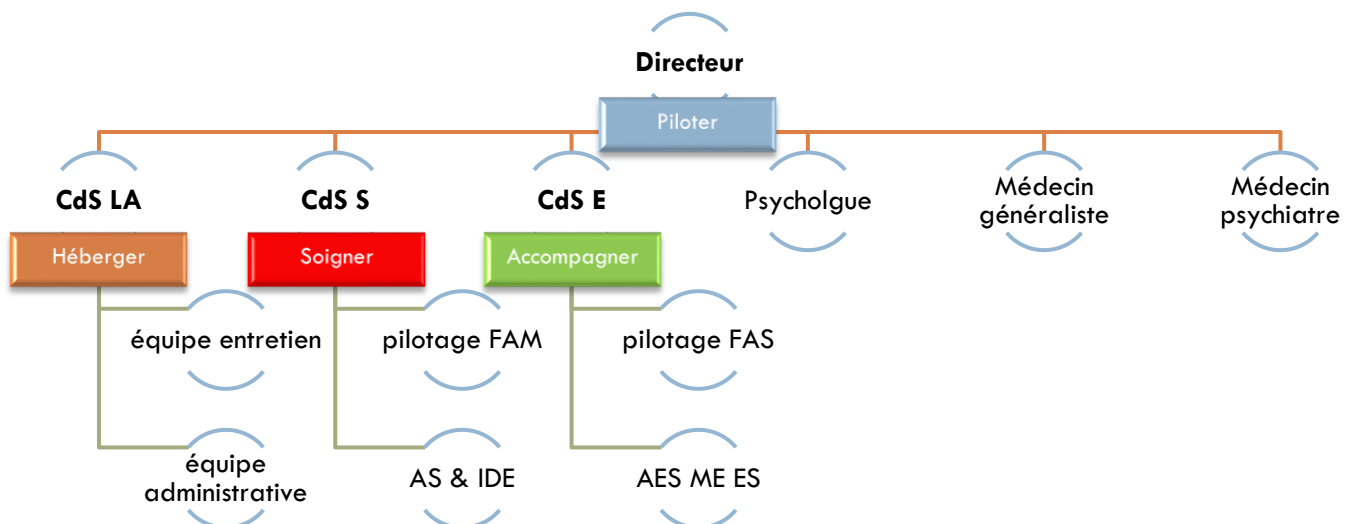 Directeur
Piloter
CdS LA
Héberger
CdS S
Soigner
CdS E
Accompagner
Psycholgue
Médecin
généraliste
Médecin
psychiatre
équipe entretien
pilotage FAM
pilotage FAS
équipe
administrative
AS & IDE
AES ME ES